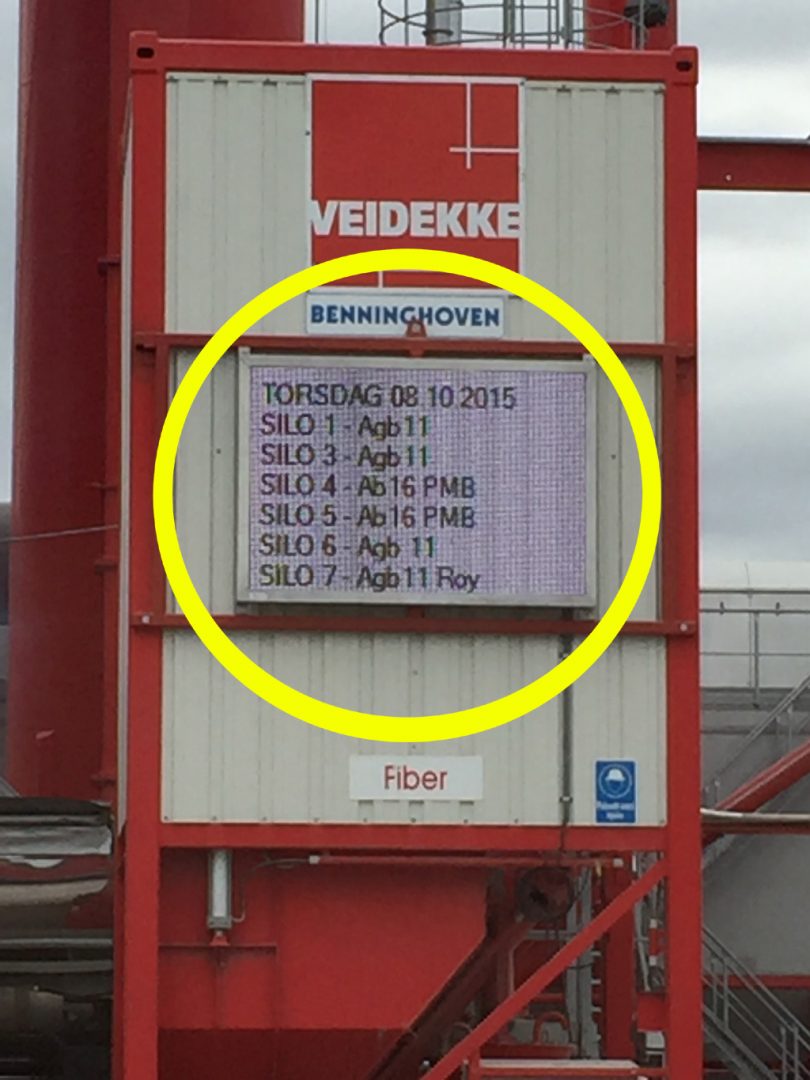 VEIDEKKE
BENNINGHOVEN
TORSDAG 08 10 2015
SILO 1 - Agb 11
SILO 3 - Agb 11
SILO 4 - Ab 16 PMB
SILO 5 - Ab 16 PMB
SILO 6 - Agb 11
SILO 7 - Agb 11 Roy
Fiber